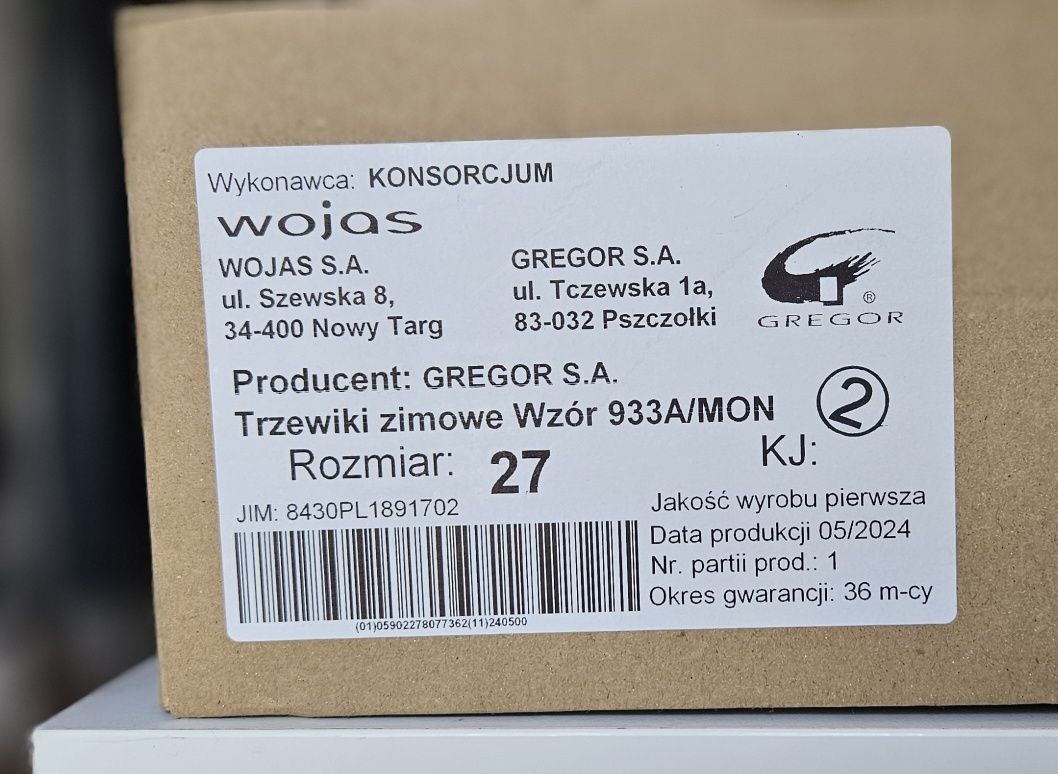 Wykonawca: KONSORCJUM
wojas
WOJAS S.A.
ul. Szewska 8,
34-400 Nowy Targ
GREGOR S.A.
ul. Tczewska 1a,
83-032 Pszczołki
®
GREGOR
Producent: GREGOR S.A.
Trzewiki zimowe Wzór 933A/MON
2
Rozmiar: 27
KJ:
JIM: 8430PL1891702
(01)05902278077362(11)240500
Jakość wyrobu pierwsza
Data produkcji 05/2024
Nr. partii prod.: 1
Okres gwarancji: 36 m-cy